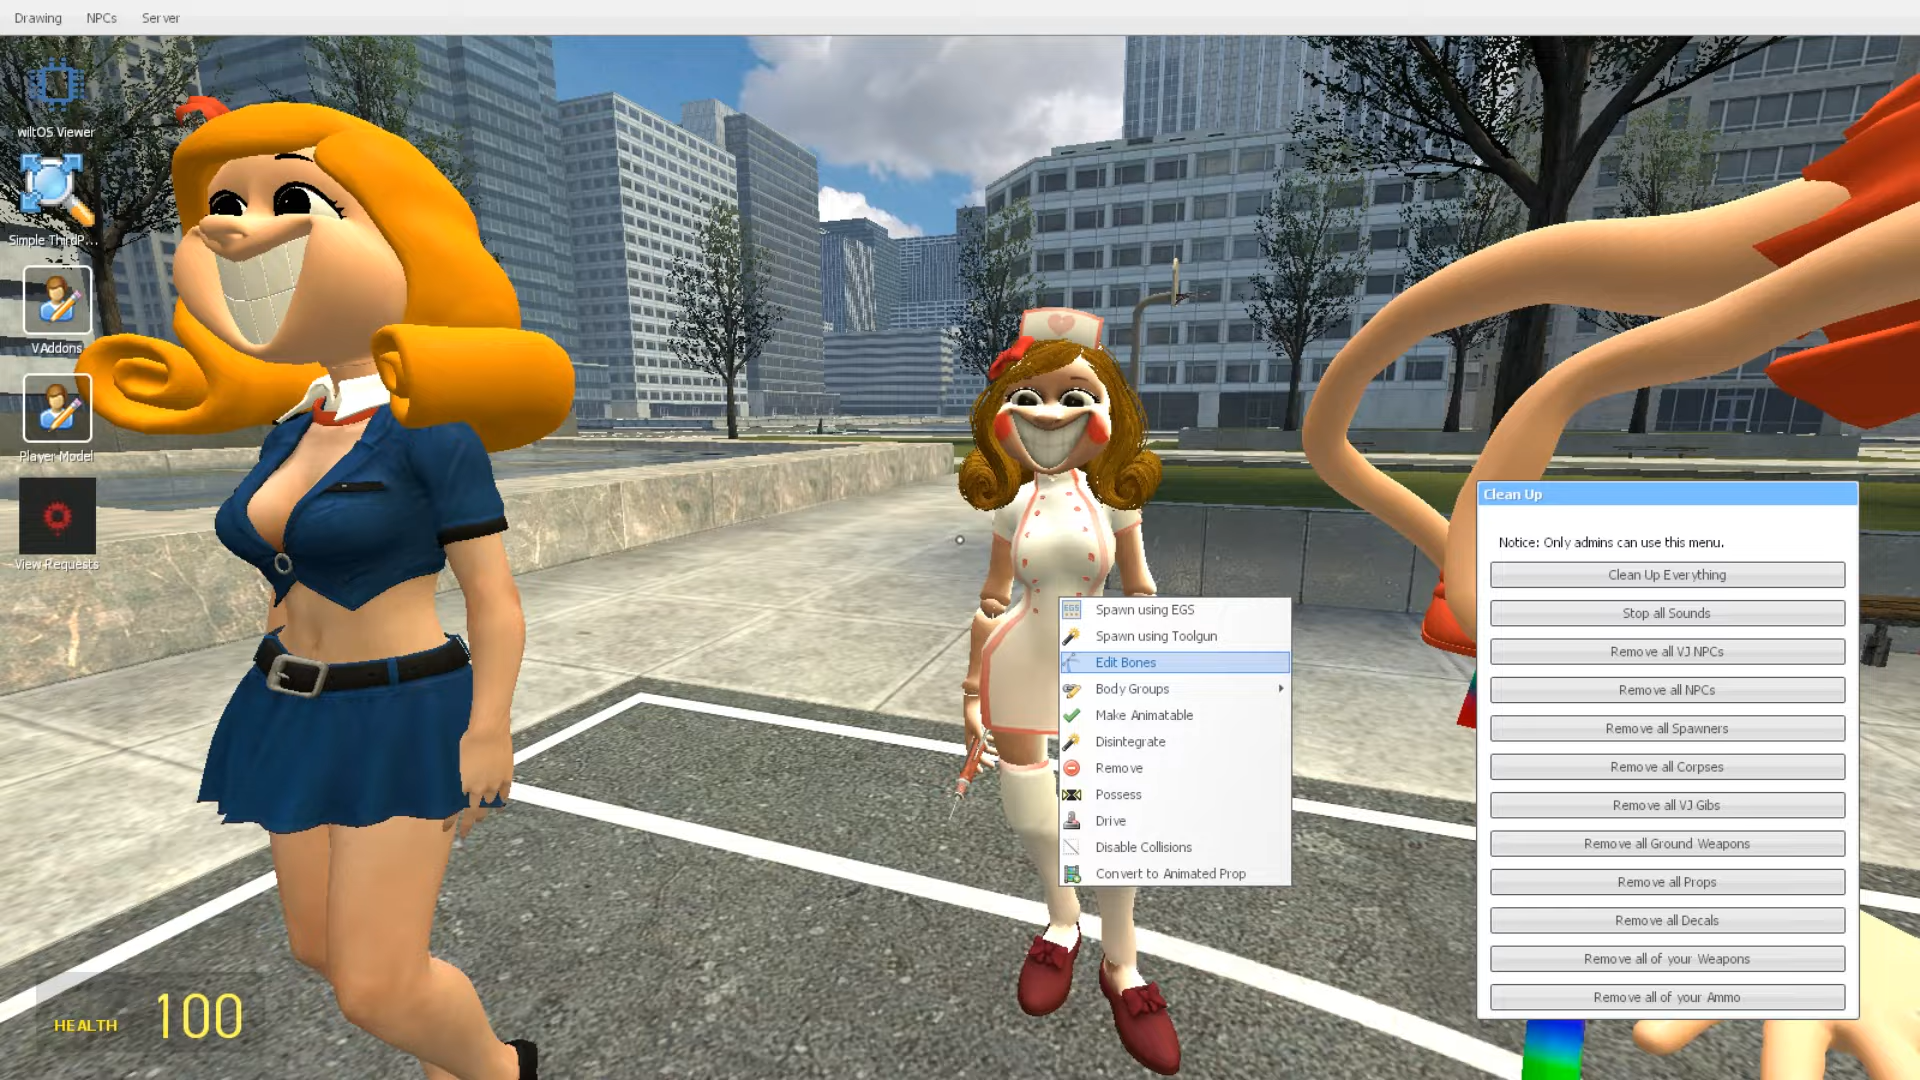 Drawing NPCs Server
wiltOS Viewer
Simple ThirdP...
VAddons
Player Model
View Requests
EGS
Spawn using EGS
Spawn using Toolgun
Edit Bones
Body Groups
Make Animatable
Disintegrate
Remove
Possess
Drive
Disable Collisions
Convert to Animated Prop
Clean Up
Notice: Only admins can use this menu.
Clean Up Everything
Stop all Sounds
Remove all VJ NPCs
Remove all NPCs
Remove all Spawners
Remove all Corpses
Remove all VJ Gibs
Remove all Ground Weapons
Remove all Props
Remove all Decals
Remove all of your Weapons
Remove all of your Ammo
HEALTH 100